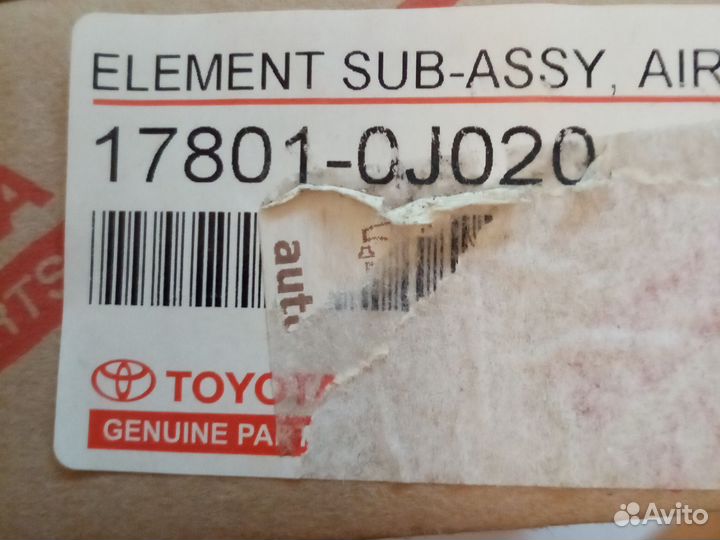 ELEMENT SUB-ASSY, AIR
17801-0J020
auto
TOYOTA
GENUINE PART
Avito